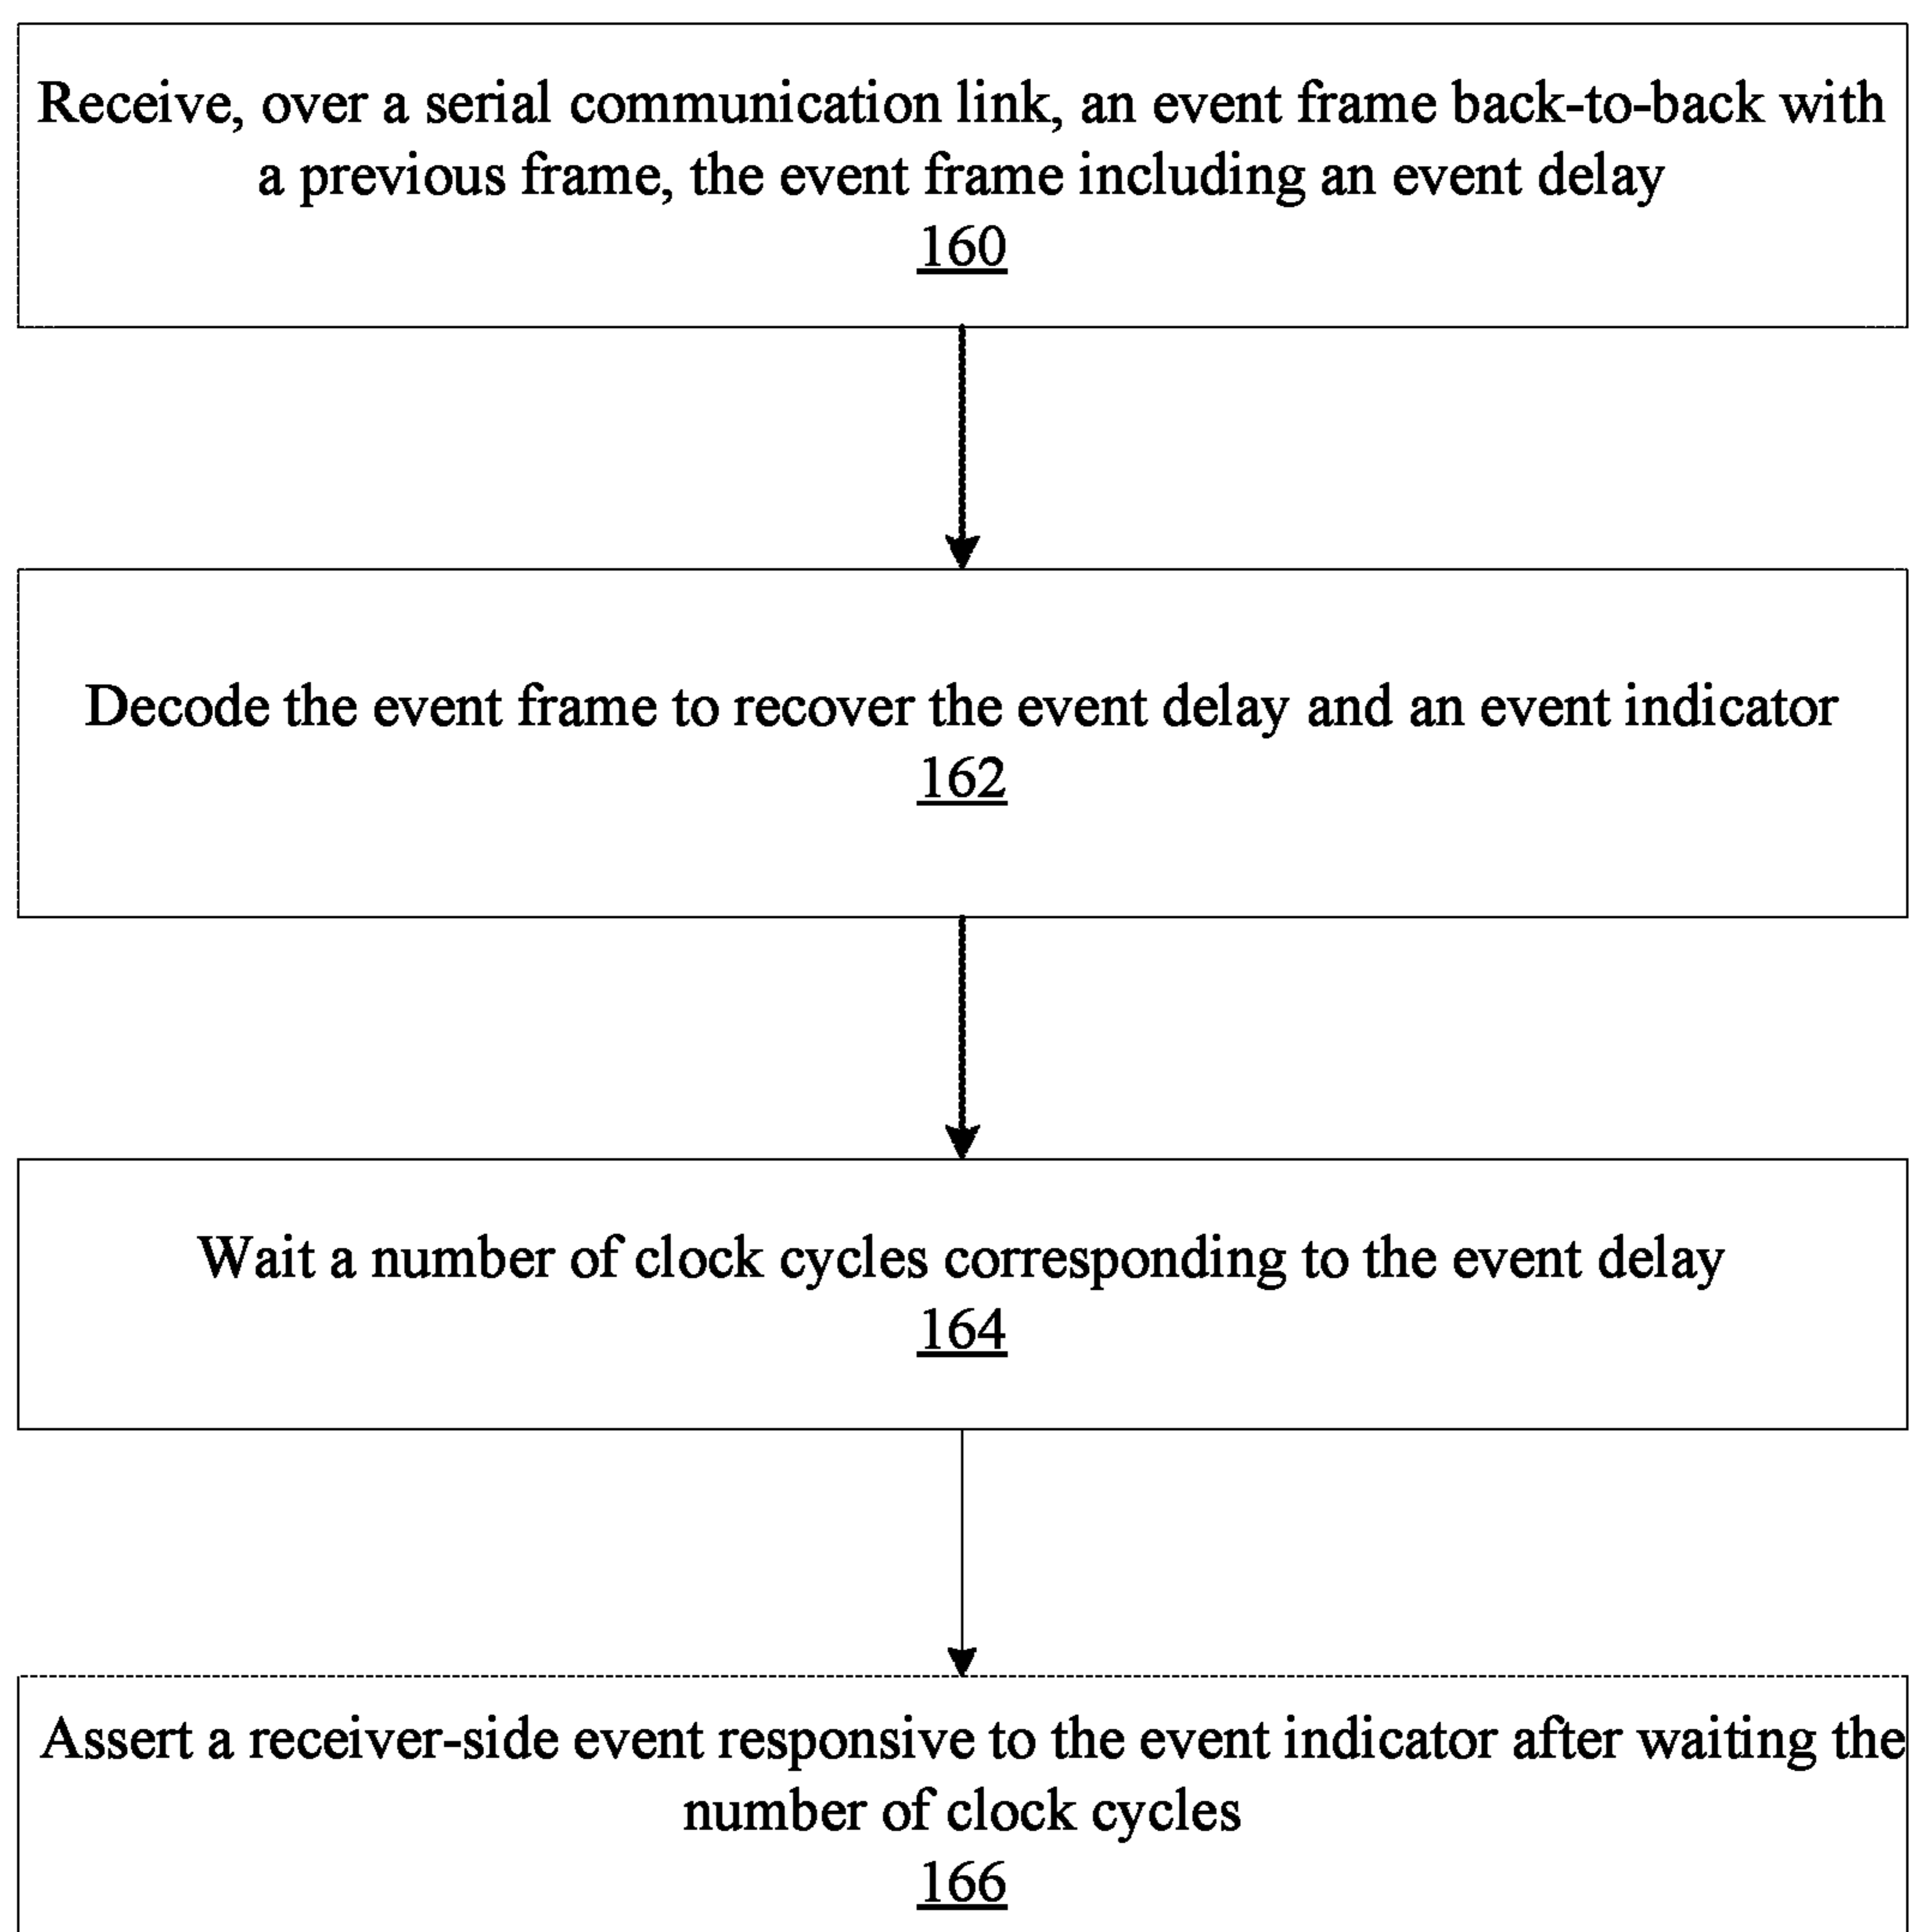 Receive, over a serial communication link, an event frame back-to-back with
a previous frame, the event frame including an event delay
160
Decode the event frame to recover the event delay and an event indicator
162
Wait a number of clock cycles corresponding to the event delay
164
Assert a receiver-side event responsive to the event indicator after waiting the
number of clock cycles
166